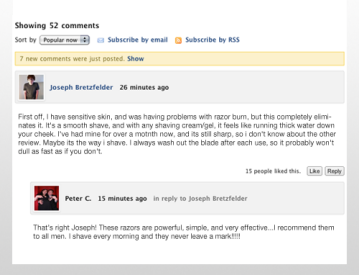 Showing 52 comments
Sort by Popular now Subscribe by email Subscribe by RSS
7 new comments were just posted. Show
Joseph Bretzfelder 26 minutes ago
First off, I have sensitive skin, and was having problems with razor burn, but this completely elimi-
nates it. It's a smooth shave, and with any shaving cream/gel, it feels like running thick water down
your cheek. I've had mine for over a motnth now, and its still sharp, so i don't know about the other
review. Maybe its the way i shave. I always wash out the blade after each use, so it probably won't
dull as fast as if you don't.
15 people liked this. Like Reply
Peter C. 15 minutes ago in reply to Joseph Bretzfelder
That's right Joseph! These razors are powerful, simple, and very effective...I recommend them
to all men. I shave every morning and they never leave a mark!!!!